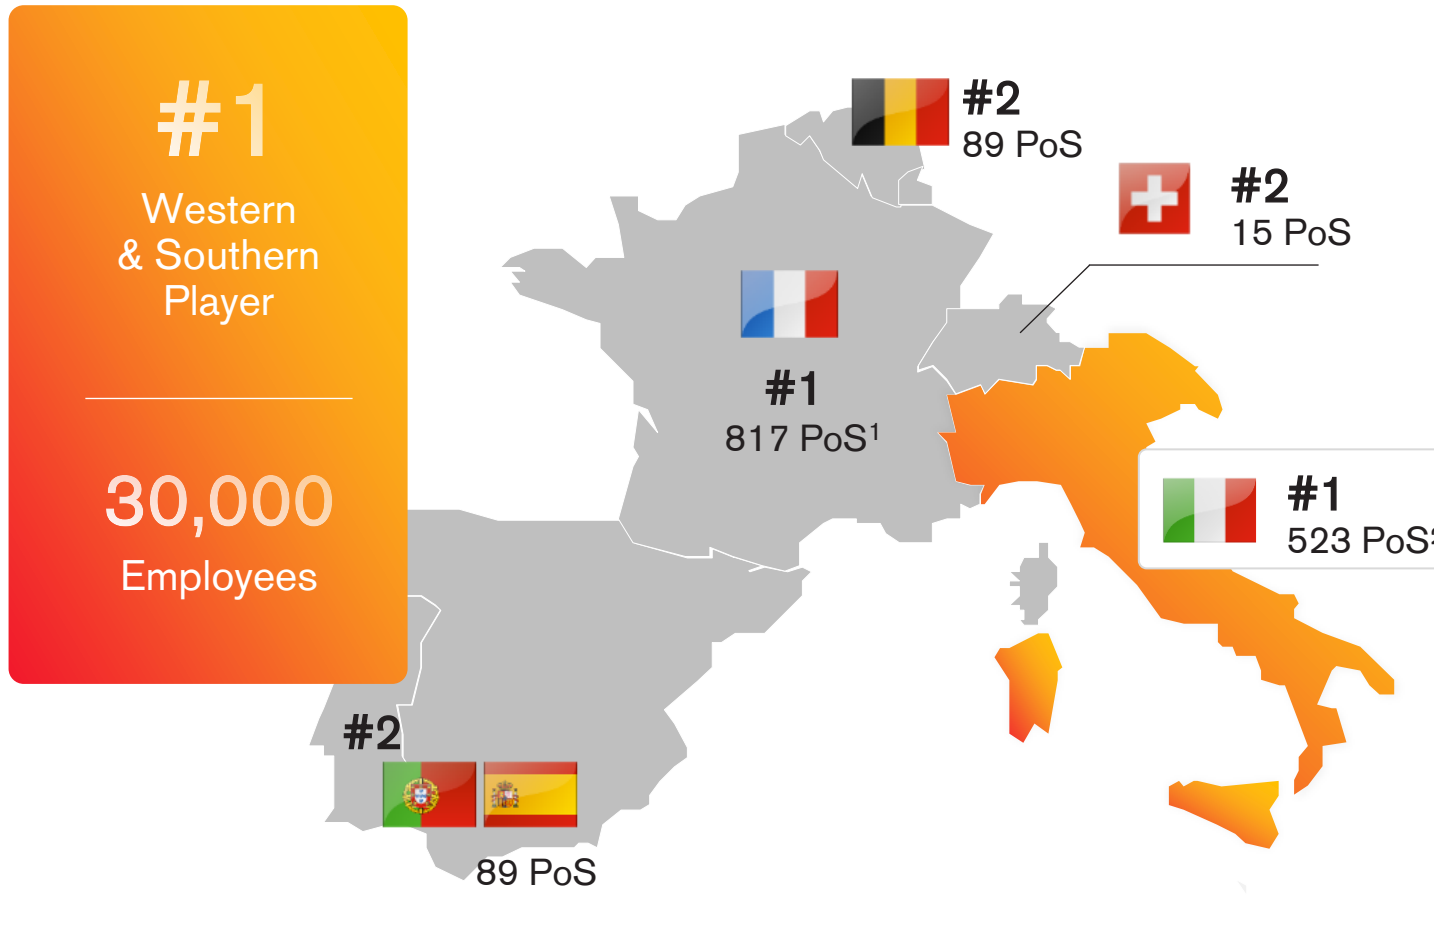 #1
Western
& Southern
Player
30,000
Employees
#2
89 PoS
#2
15 PoS
#1
817 PoS¹
#1
523 PoS²
#2
89 PoS